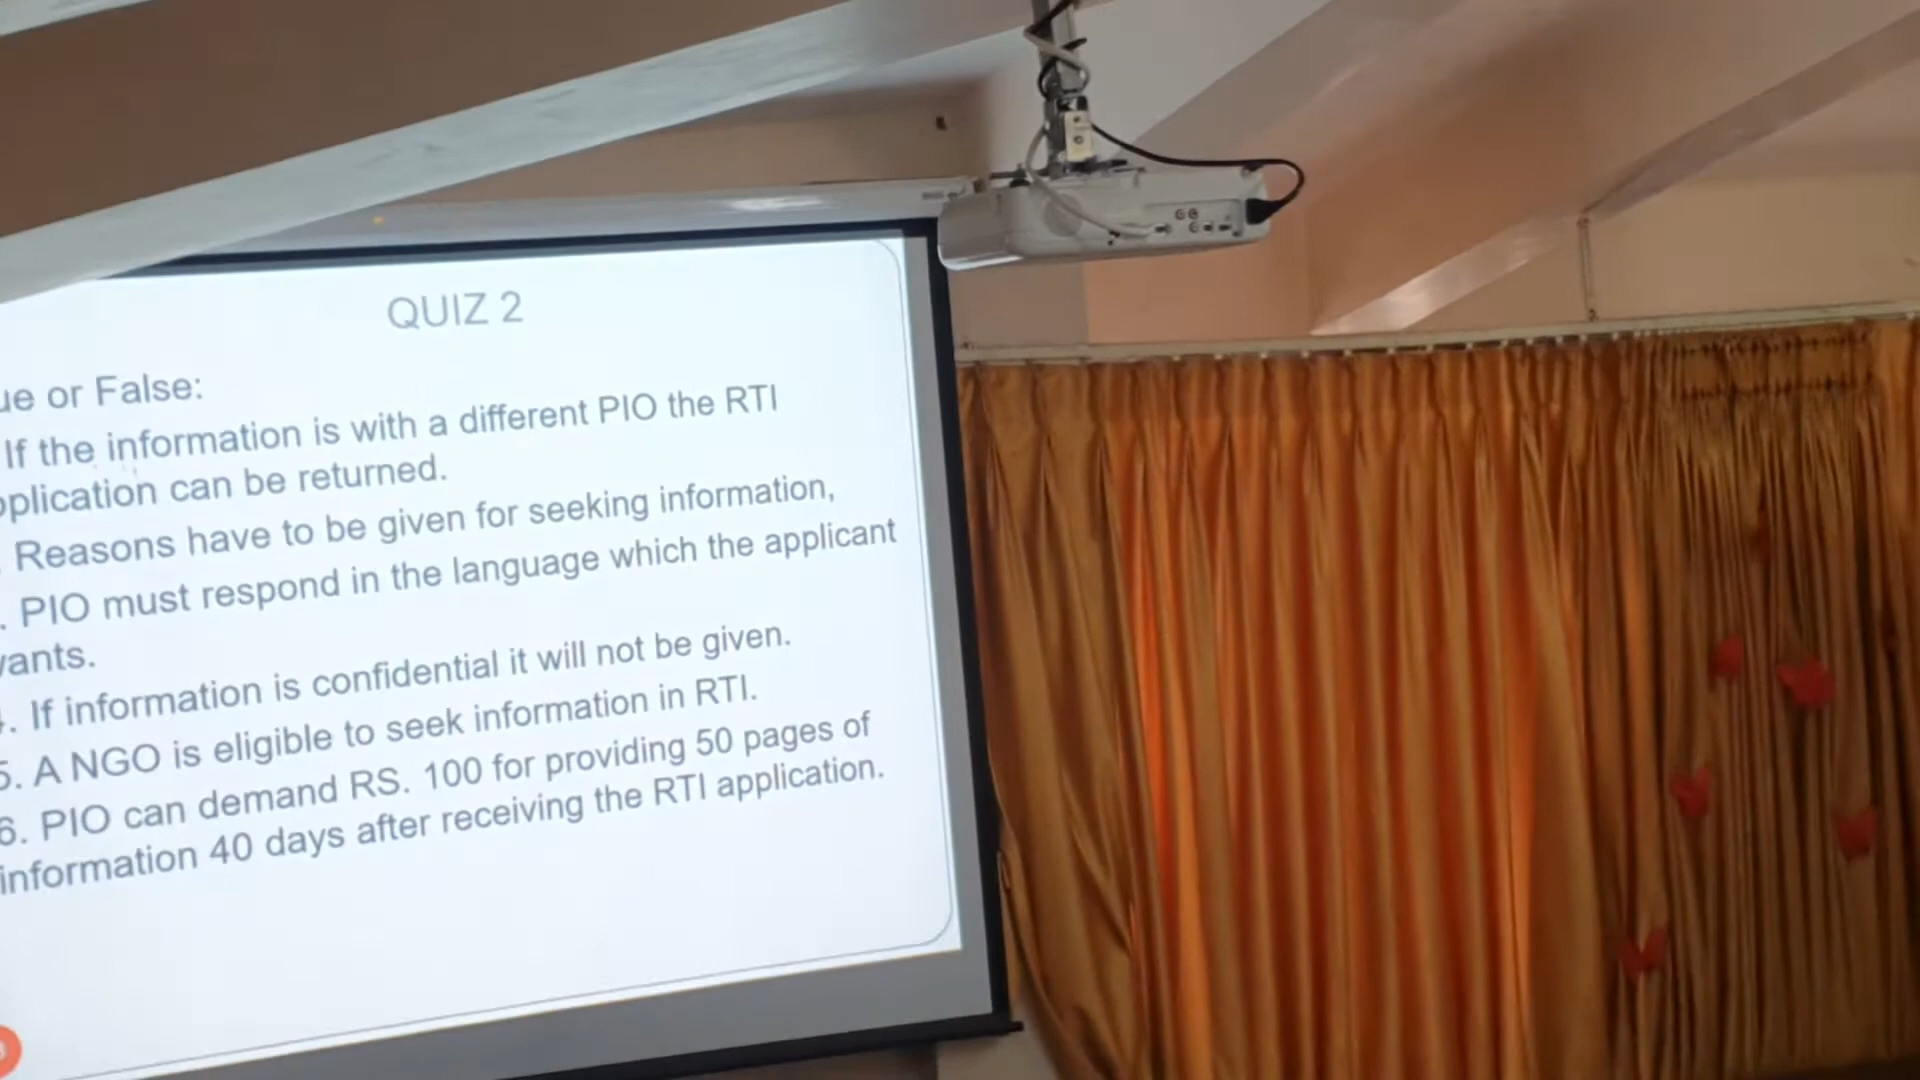 QUIZ 2
ue or False:
If the information is with a different PIO the RTI
pplication can be returned.
. Reasons have to be given for seeking information,
. PIO must respond in the language which the applicant
ants.
. If information is confidential it will not be given.
5. A NGO is eligible to seek information in RTI.
6. PIO can demand RS. 100 for providing 50 pages of
information 40 days after receiving the RTI application.